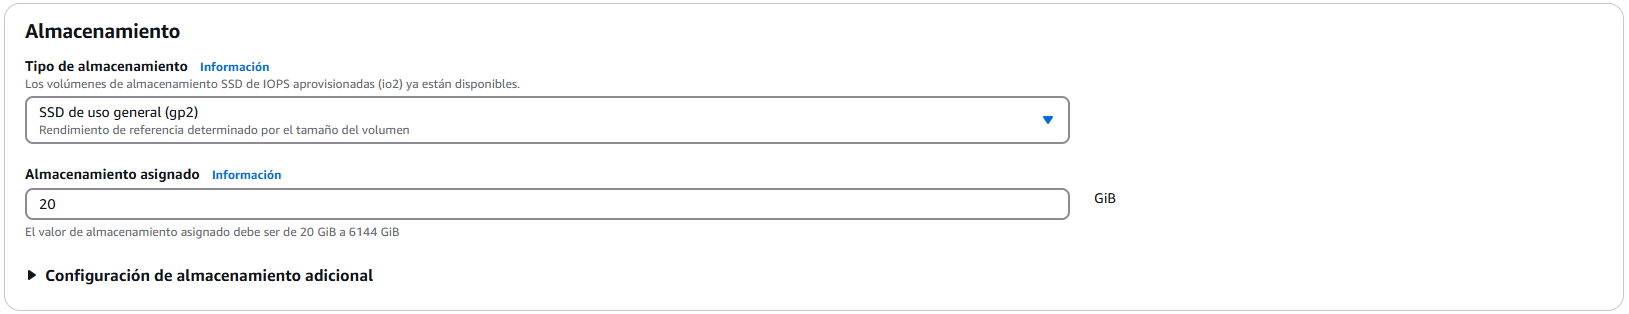 Almacenamiento
Tipo de almacenamiento Información
Los volúmenes de almacenamiento SSD de IOPS aprovisionadas (io2) ya están disponibles.
SSD de uso general (gp2)
Rendimiento de referencia determinado por el tamaño del volumen
Almacenamiento asignado Información
20 GiB
El valor de almacenamiento asignado debe ser de 20 GiB a 6144 GiB
Configuración de almacenamiento adicional